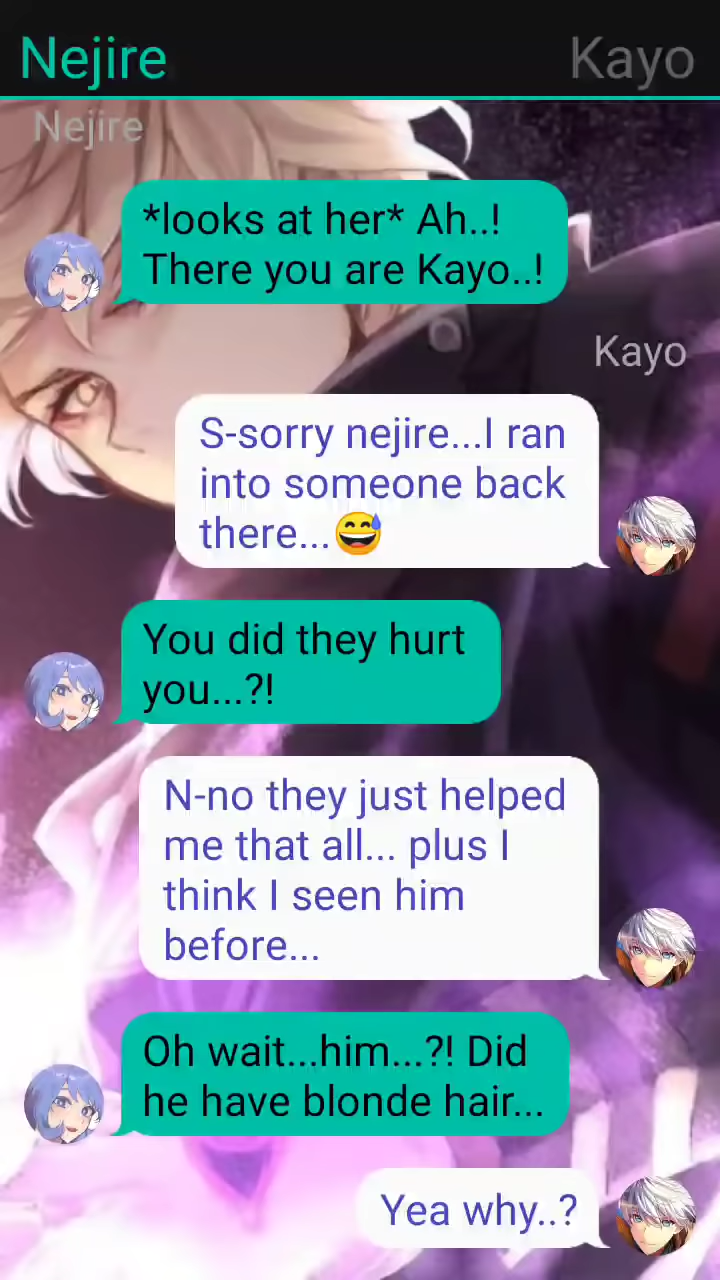 Nejire
Kayo
Nejire
*looks at her* Ah..!
There you are Kayo..!
Kayo
S-sorry nejire...I ran
into someone back
there...😅
You did they hurt
you...?!
N-no they just helped
me that all... plus I
think I seen him
before...
Oh wait...him...?! Did
he have blonde hair...
Yea why..?